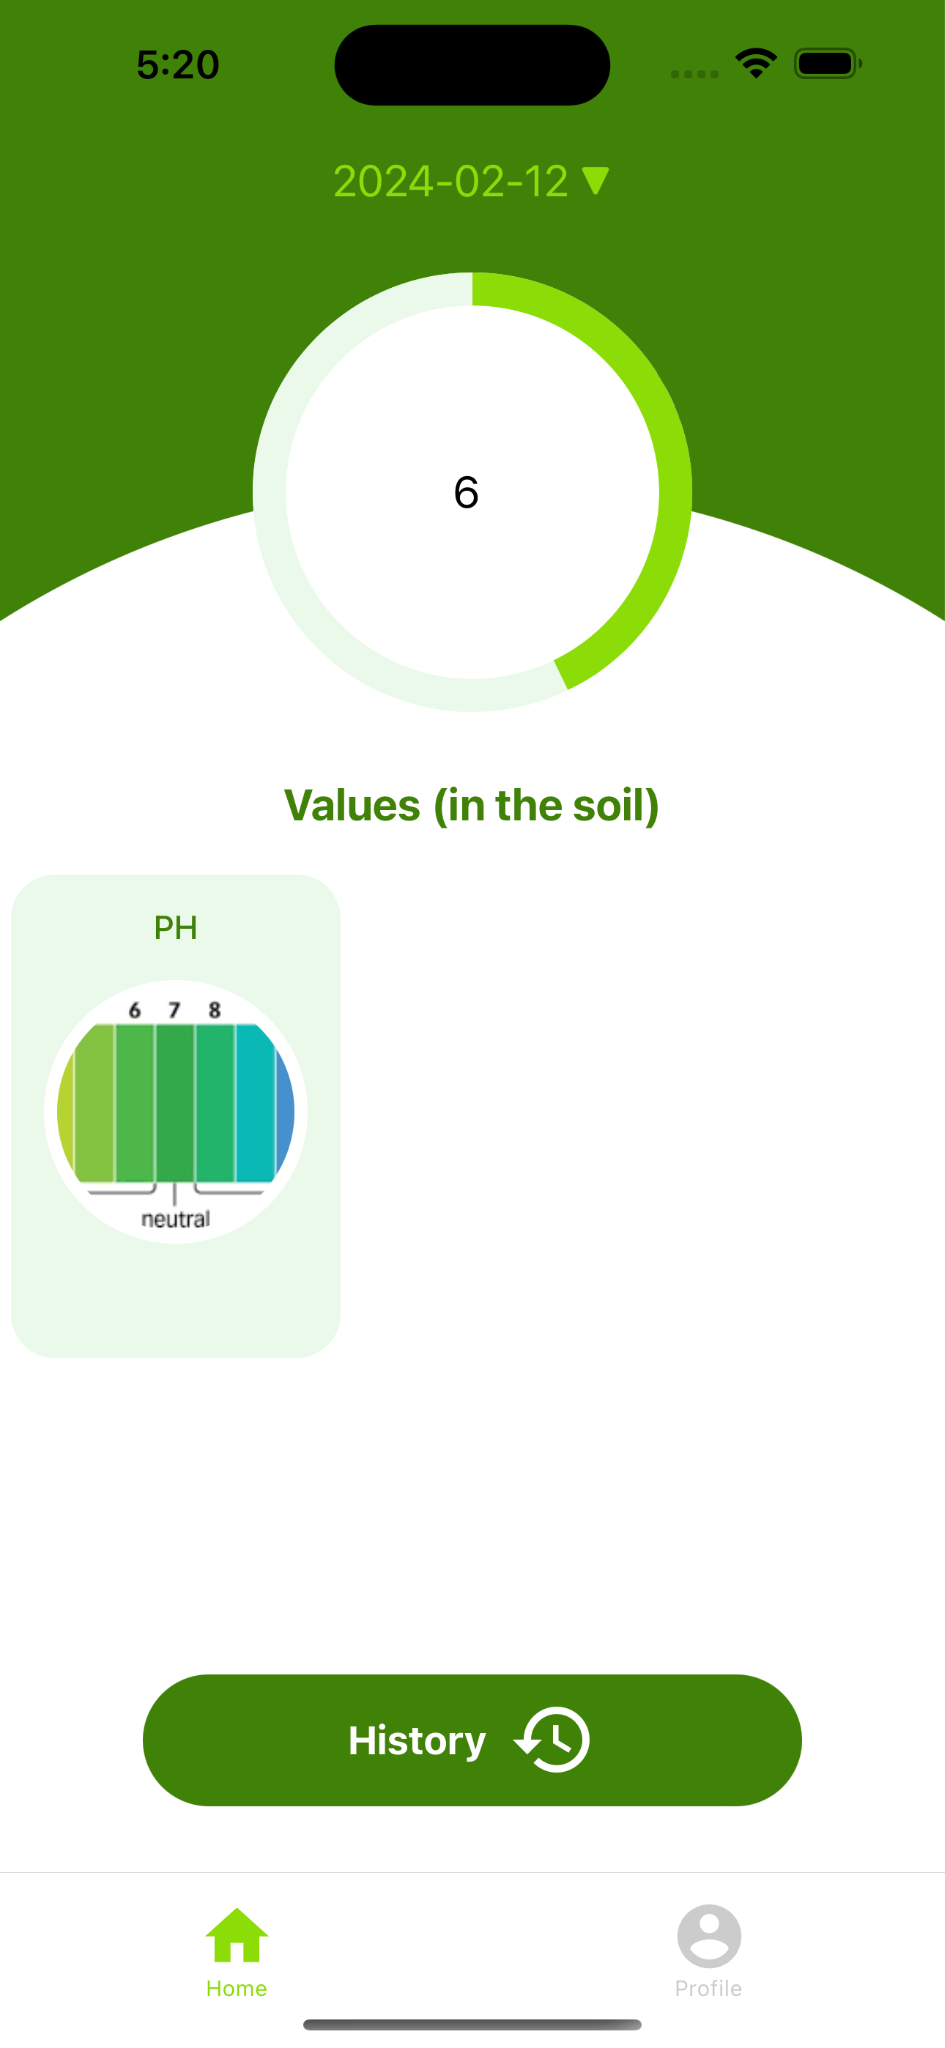 5:20
2024-02-12 ▼
6
Values (in the soil)
PH
6 7 8
neutral
History
Home
Profile